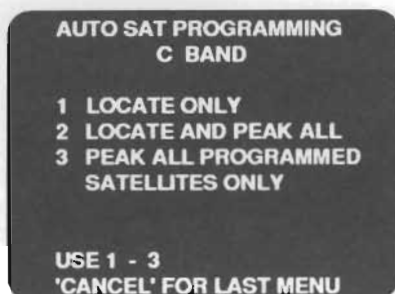 AUTO SAT PROGRAMMING
C BAND
1 LOCATE ONLY
2 LOCATE AND PEAK ALL
3 PEAK ALL PROGRAMMED
SATELLITES ONLY
USE 1 - 3
'CANCEL' FOR LAST MENU